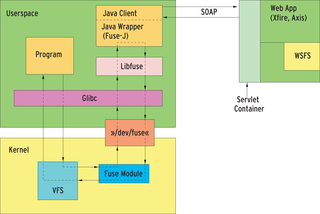 Userspace
Java Client
Java Wrapper
(Fuse-J)
Program
Libfuse
Glibc
»/dev/fuse«
Kernel
VFS
Fuse Module
SOAP
Web App
(Xfire, Axis)
WSFS
Servlet
Container